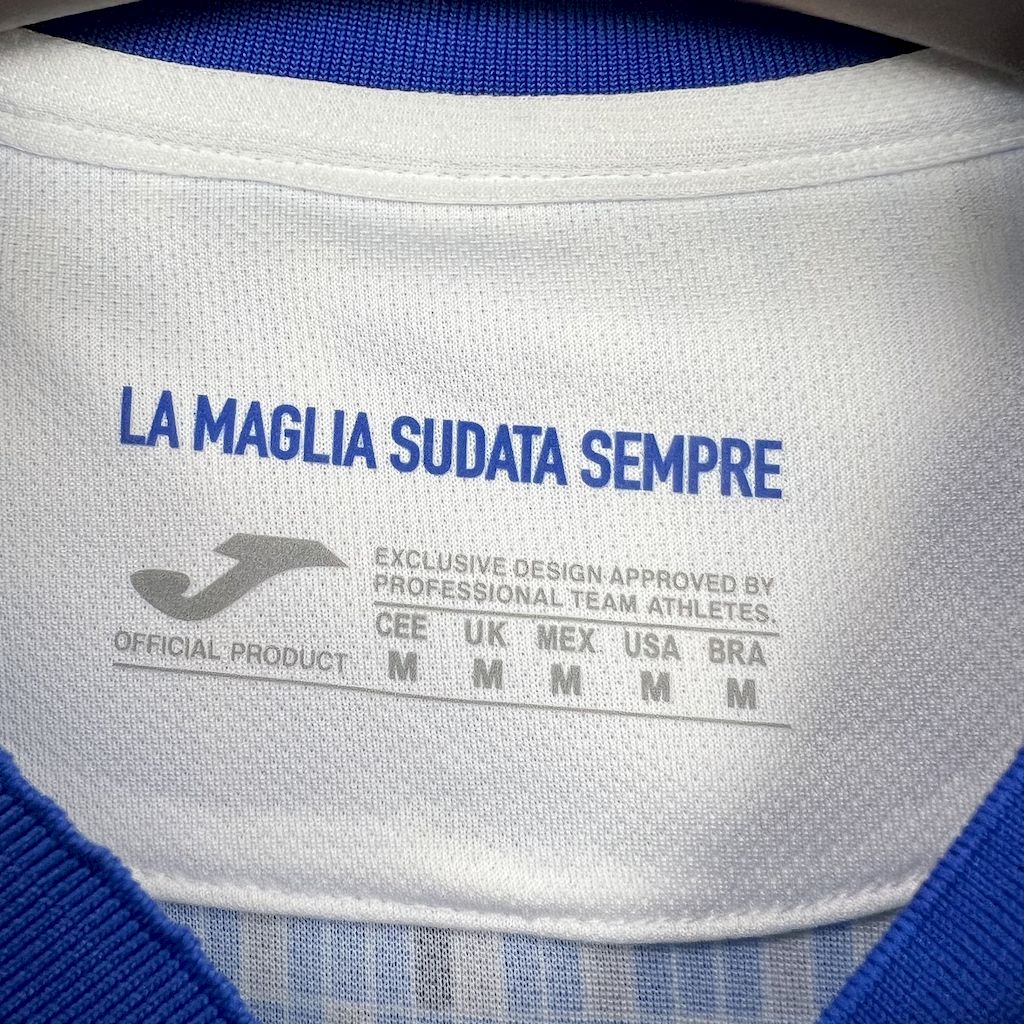 LA MAGLIA SUDATA SEMPRE
EXCLUSIVE DESIGN APPROVED BY
PROFESSIONAL TEAM ATHLETES.
OFFICIAL PRODUCT
CEE UK MEX USA BRA
M M M M M